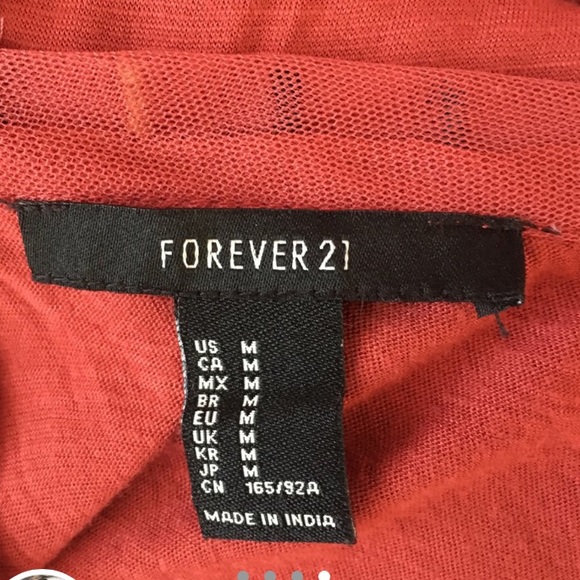 FOREVER 21
US M
CA M
MX M
BR M
EU M
UK M
KR M
JP M
CN 165/92A
MADE IN INDIA